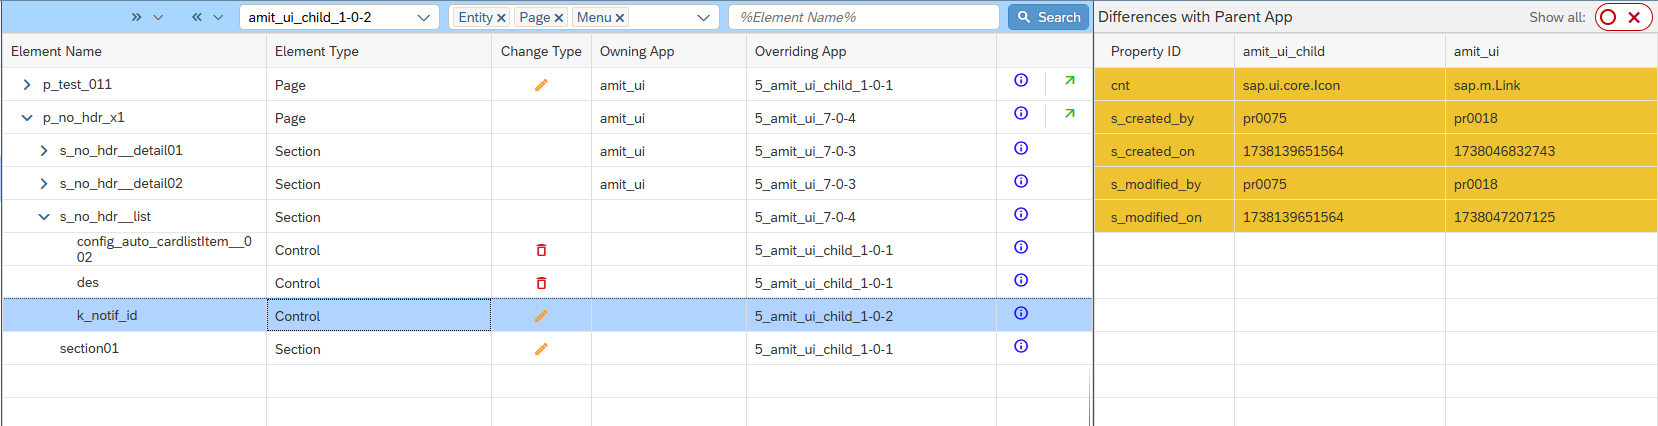 amit_ui_child_1-0-2 Entity Page Menu %Element Name% Search Differences with Parent App Show all:
Element Name Element Type Change Type Owning App Overriding App Property ID amit_ui_child amit_ui
p_test_011 Page amit_ui 5_amit_ui_child_1-0-1 cnt sap.ui.core.Icon sap.m.Link
p_no_hdr_x1 Page amit_ui 5_amit_ui_7-0-4 s_created_by pr0075 pr0018
s_no_hdr__detail01 Section amit_ui 5_amit_ui_7-0-3 s_created_on 1738139651564 1738046832743
s_no_hdr__detail02 Section amit_ui 5_amit_ui_7-0-3 s_modified_by pr0075 pr0018
s_no_hdr__list Section 5_amit_ui_7-0-4 s_modified_on 1738139651564 1738047207125
config_auto_cardlistItem__0
02 Control 5_amit_ui_child_1-0-1
des Control 5_amit_ui_child_1-0-1
k_notif_id Control 5_amit_ui_child_1-0-2
section01 Section 5_amit_ui_child_1-0-1